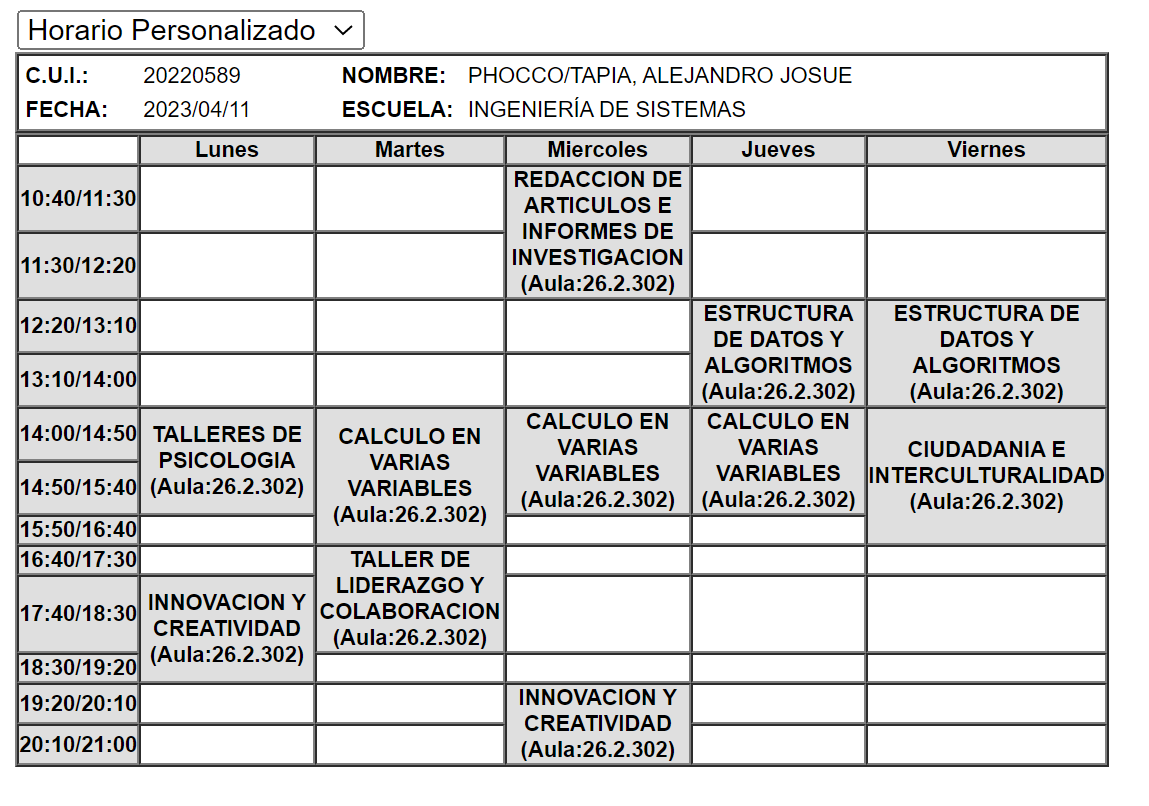 Horario Personalizado
C.U.I.: 20220589 NOMBRE: PHOCCO/TAPIA, ALEJANDRO JOSUE
FECHA: 2023/04/11 ESCUELA: INGENIERÍA DE SISTEMAS
Lunes Martes Miercoles Jueves Viernes
10:40/11:30
REDACCION DE
ARTICULOS E
INFORMES DE
INVESTIGACION
(Aula:26.2.302)
11:30/12:20
12:20/13:10
ESTRUCTURA
DE DATOS Y
ALGORITMOS
(Aula:26.2.302)
ESTRUCTURA DE
DATOS Y
ALGORITMOS
(Aula:26.2.302)
13:10/14:00
14:00/14:50
TALLERES DE
PSICOLOGIA
(Aula:26.2.302)
CALCULO EN
VARIAS
VARIABLES
(Aula:26.2.302)
CALCULO EN
VARIAS
VARIABLES
(Aula:26.2.302)
CALCULO EN
VARIAS
VARIABLES
(Aula:26.2.302)
CIUDADANIA E
INTERCULTURALIDAD
(Aula:26.2.302)
14:50/15:40
15:50/16:40
16:40/17:30
TALLER DE
LIDERAZGO Y
COLABORACION
(Aula:26.2.302)
17:40/18:30
INNOVACION Y
CREATIVIDAD
(Aula:26.2.302)
18:30/19:20
19:20/20:10
INNOVACION Y
CREATIVIDAD
(Aula:26.2.302)
20:10/21:00